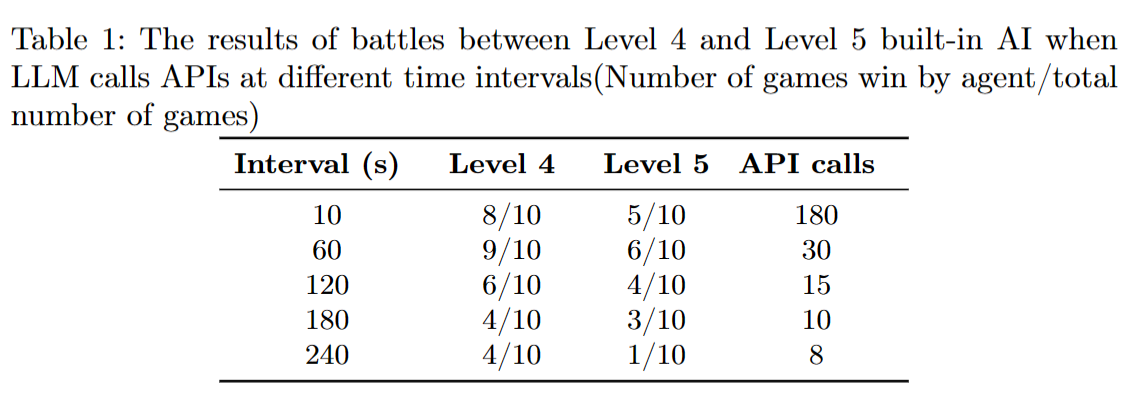 Table 1: The results of battles between Level 4 and Level 5 built-in AI when
LLM calls APIs at different time intervals(Number of games win by agent/total
number of games)
Interval (s) Level 4 Level 5 API calls
10 8/10 5/10 180
60 9/10 6/10 30
120 6/10 4/10 15
180 4/10 3/10 10
240 4/10 1/10 8